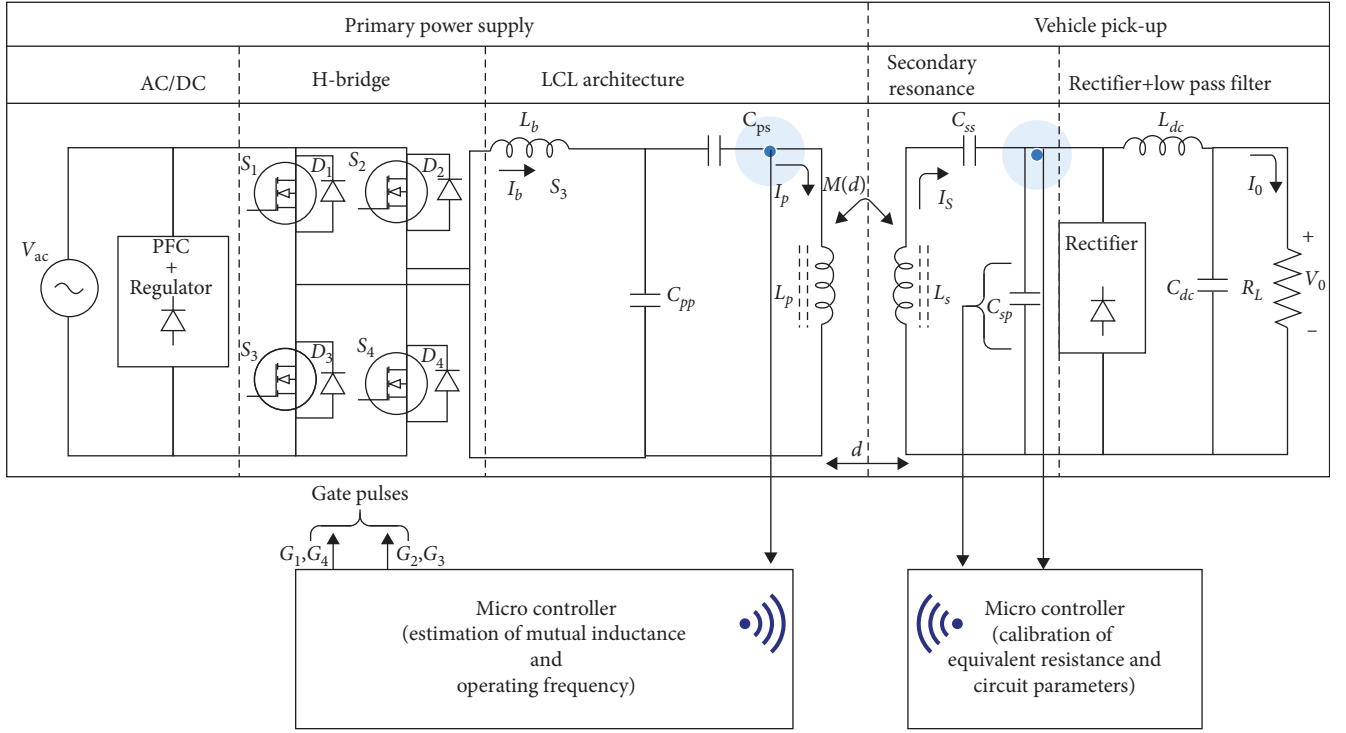 Primary power supply
Vehicle pick-up
AC/DC
H-bridge
LCL architecture
Secondary
resonance
Rectifier+low pass filter
L_b
C_ps
C_ss
L_dc
S_1
D_1
S_2
D_2
I_b
S_3
I_p
M(d)
I_S
I_0
V_ac
PFC
+
Regulator
Rectifier
+
L_p
L_s
C_pp
C_sp
C_dc
R_L
V_0
−
S_3
D_3
S_4
D_4
d
Gate pulses
G_1,G_4
G_2,G_3
Micro controller
(estimation of mutual inductance
and
operating frequency)
Micro controller
(calibration of
equivalent resistance and
circuit parameters)